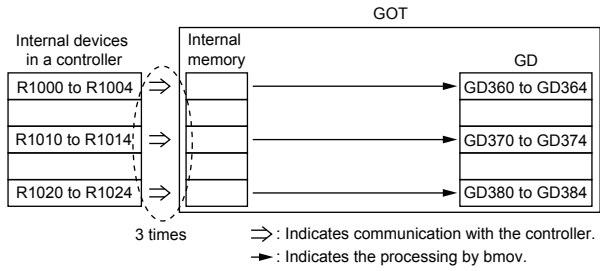 GOT
Internal devices
in a controller
Internal
memory
GD
R1000 to R1004
GD360 to GD364
R1010 to R1014
GD370 to GD374
R1020 to R1024
GD380 to GD384
3 times
⇒: Indicates communication with the controller.
→: Indicates the processing by bmov.